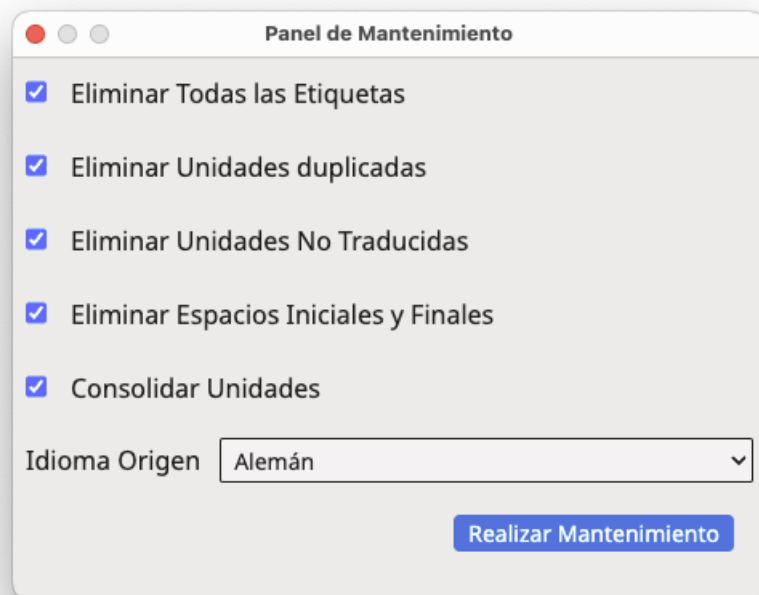 Panel de Mantenimiento
Eliminar Todas las Etiquetas
Eliminar Unidades duplicadas
Eliminar Unidades No Traducidas
Eliminar Espacios Iniciales y Finales
Consolidar Unidades
Idioma Origen Alemán
Realizar Mantenimiento